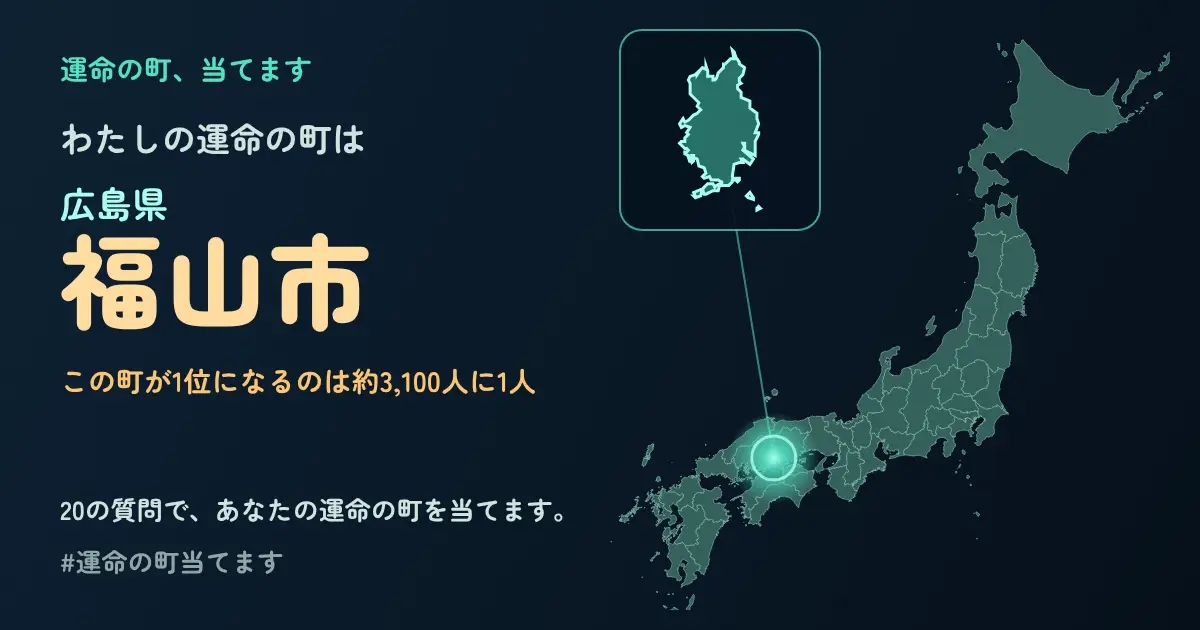 運命の町、当てます
わたしの運命の町は
広島県
福山市
この町が1位になるのは約3,100人に1人
20の質問で、あなたの運命の町を当てます。
#運命の町当てます